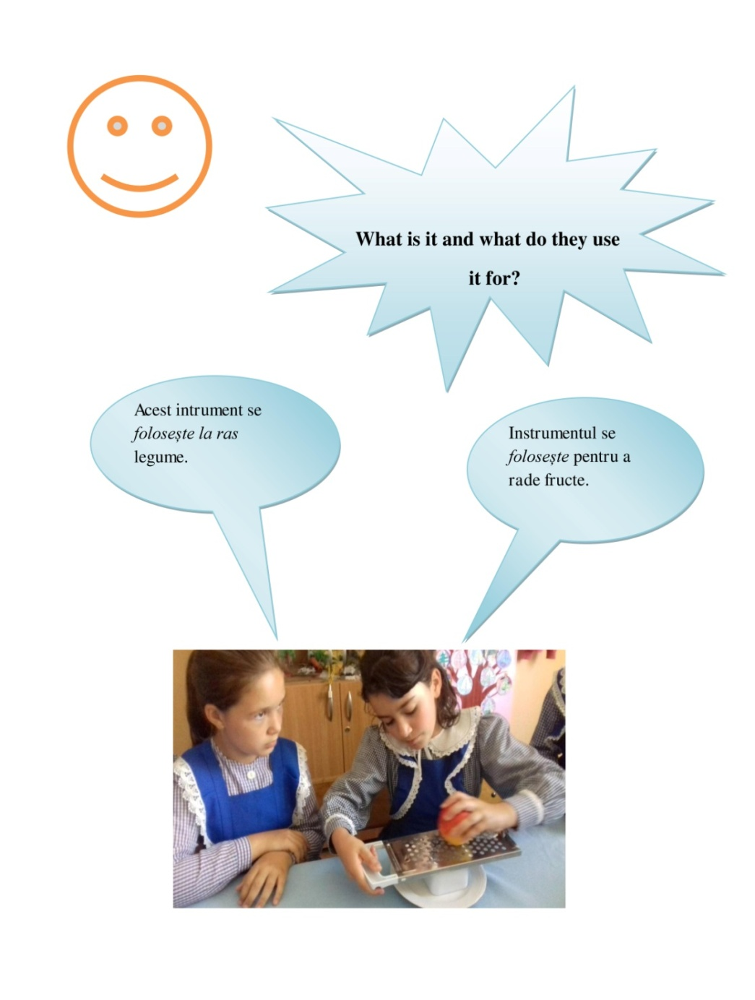 What is it and what do they use
it for?
Acest intrument se
folosește la ras
legume.
Instrumentul se
folosește pentru a
rade fructe.